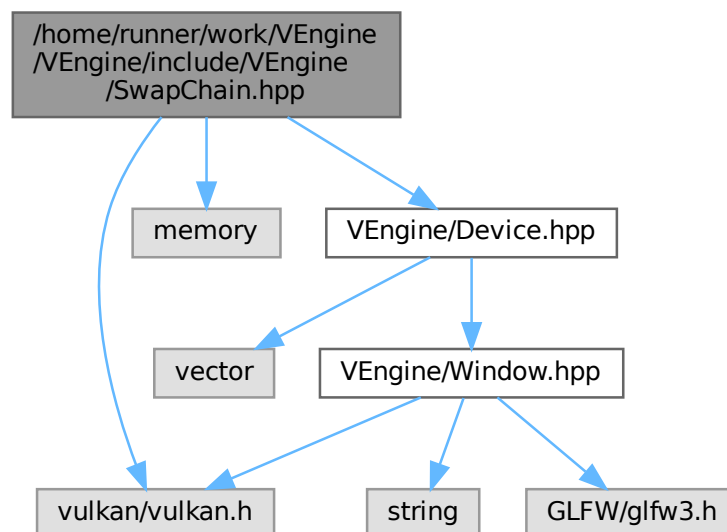 /home/runner/work/VEngine
/VEngine/include/VEngine
/SwapChain.hpp
memory
VEngine/Device.hpp
vector
VEngine/Window.hpp
vulkan/vulkan.h
string
GLFW/glfw3.h